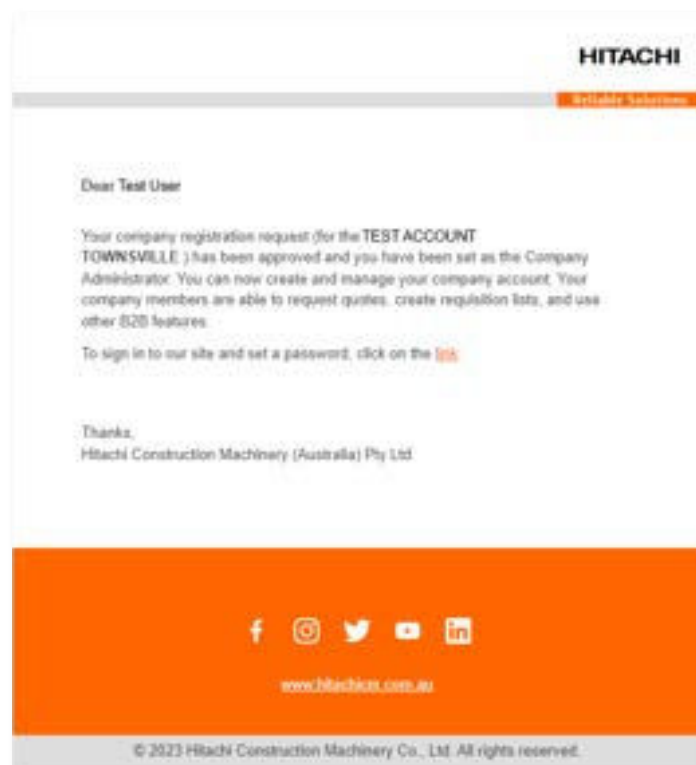 HITACHI
Reliable Solutions
Dear Test User
Your company registration request (for the TEST ACCOUNT
TOWNSVILLE ) has been approved and you have been set as the Company
Administrator. You can now create and manage your company account. Your
company members are able to request quotes, create requisition lists, and use
other B2B features.
To sign in to our site and set a password, click on the link
Thanks,
Hitachi Construction Machinery (Australia) Pty Ltd
www.hitachicm.com.au
© 2023 Hitachi Construction Machinery Co., Ltd. All rights reserved.